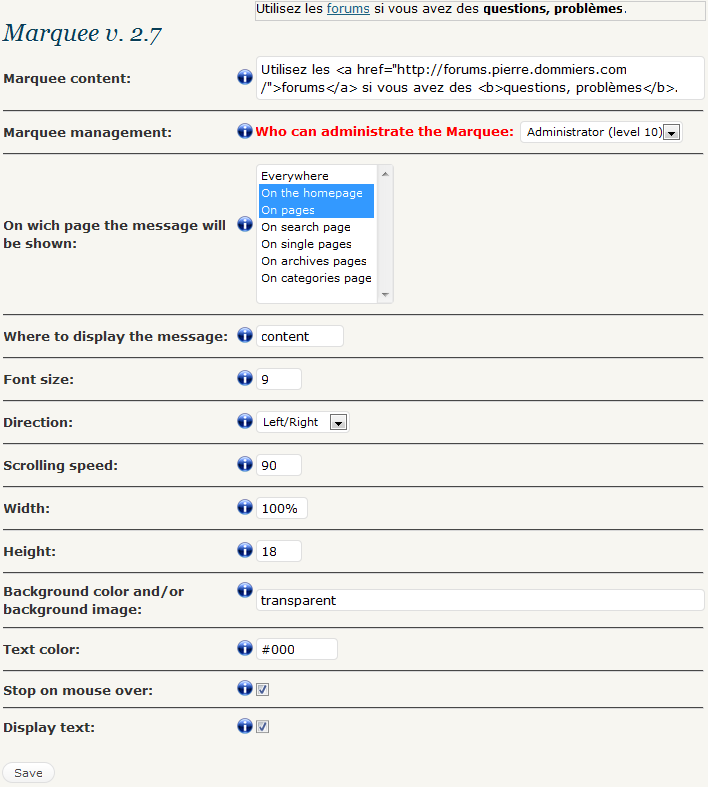 Utilisez les forums si vous avez des questions, problèmes.
Marquee v. 2.7
Marquee content:
Utilisez les <a href="http://forums.pierre.dommiers.com
/">forums</a> si vous avez des <b>questions, problèmes</b>.
Marquee management:
Who can administrate the Marquee:
Administrator (level 10)
On wich page the message will
be shown:
Everywhere
On the homepage
On pages
On search page
On single pages
On archives pages
On categories page
Where to display the message:
content
Font size:
9
Direction:
Left/Right
Scrolling speed:
90
Width:
100%
Height:
18
Background color and/or
background image:
transparent
Text color:
#000
Stop on mouse over:
Display text:
Save